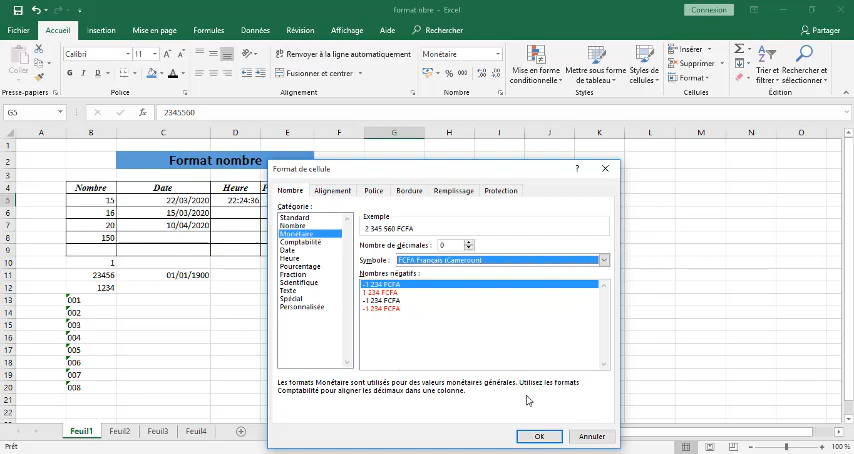 format nbre - Excel
Connexion
Fichier Accueil Insertion Mise en page Formules Données Révision Affichage Aide Rechercher Partager
Calibri 11 Renvoyer à la ligne automatiquement Monétaire Insérer
Coller G I S Fusionner et centrer % 000 Mise en forme conditionnelle Mettre sous forme de tableau Styles de cellules Supprimer Format Trier et filtrer Rechercher et sélectionner
Presse-papiers Police Alignement Nombre Styles Cellules Édition
G5 fx 2345560
A B C D E F G H I J K L M N O
1
2 Format nombre
3
4 Nombre Date Heure
5 15 22/03/2020 22:24:36
6 16 15/03/2020
7 20 10/04/2020
8 150
9
10 1
11 23456 01/01/1900
12 1234
13 001
14 002
15 003
16 004
17 005
18 006
19 007
20 008
21
22
23
Format de cellule ?
Nombre Alignement Police Bordure Remplissage Protection
Catégorie :
Standard
Nombre
Monétaire
Comptabilité
Date
Heure
Pourcentage
Fraction
Scientifique
Texte
Spécial
Personnalisée
Exemple
2 345 560 FCFA
Nombre de décimales : 0
Symbole : FCFA Français (Cameroun)
Nombres négatifs :
-1 234 FCFA
1 234 FCFA
-1 234 FCFA
-1 234 FCFA
Les formats Monétaire sont utilisés pour des valeurs monétaires générales. Utilisez les formats
Comptabilité pour aligner les décimaux dans une colonne.
OK Annuler
Feuil1 Feuil2 Feuil3 Feuil4
Prêt 100 %